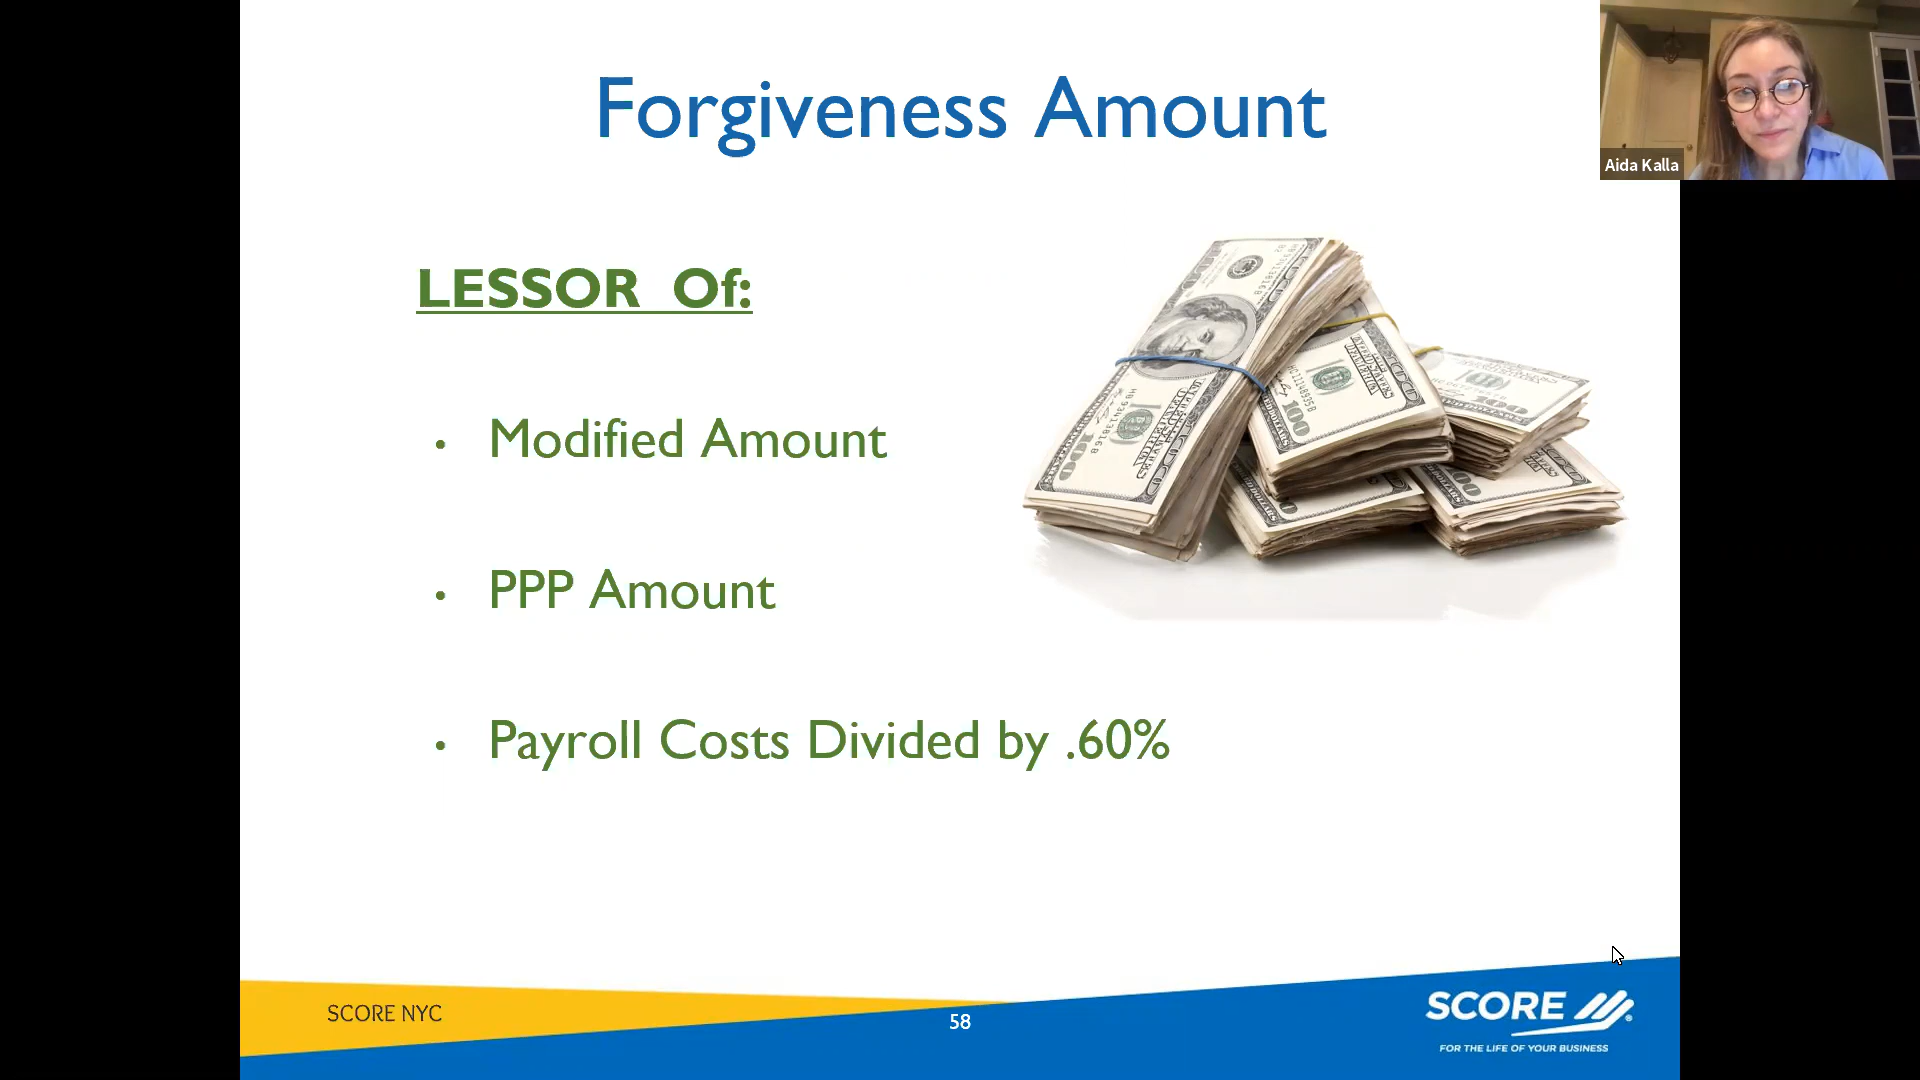 Forgiveness Amount
Aida Kalla
LESSOR Of:
• Modified Amount
• PPP Amount
• Payroll Costs Divided by .60%
SCORE NYC
58
SCORE
FOR THE LIFE OF YOUR BUSINESS